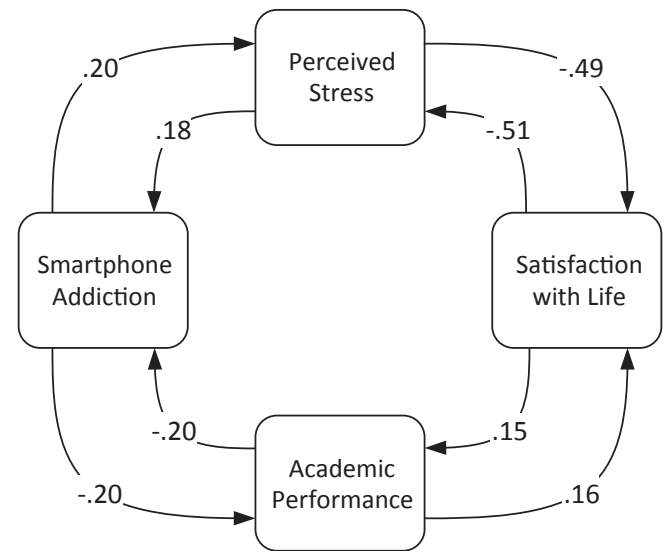 .20
Perceived
Stress
-.49
.18
-.51
Smartphone
Addiction
Satisfaction
with Life
-.20
.15
Academic
Performance
-.20
.16